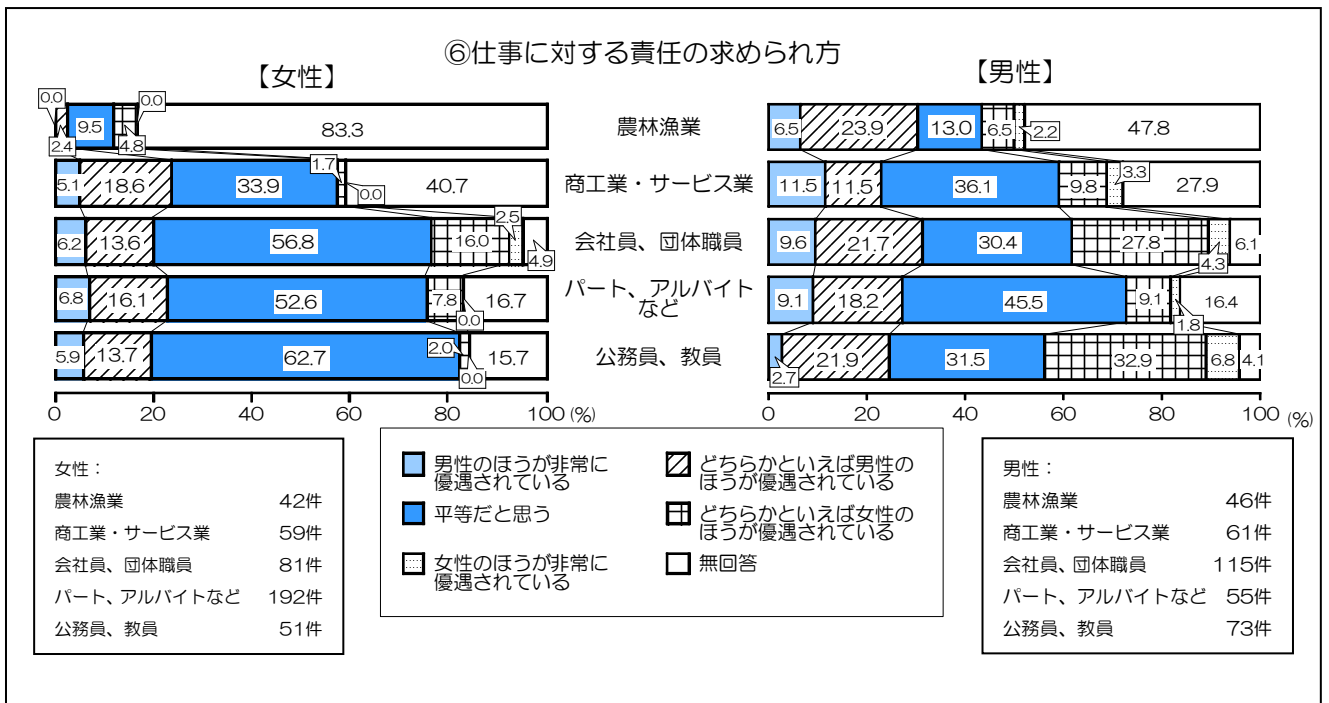 ⑥仕事に対する責任の求められ方
【女性】
【男性】
農林漁業
0.0 2.4 9.5 4.8 0.0 83.3
6.5 23.9 13.0 6.5 2.2 47.8
商工業・サービス業
5.1 18.6 33.9 1.7 0.0 40.7
11.5 11.5 36.1 9.8 3.3 27.9
会社員、団体職員
6.2 13.6 56.8 16.0 2.5 4.9
9.6 21.7 30.4 27.8 4.3 6.1
パート、アルバイト
など
6.8 16.1 52.6 7.8 0.0 16.7
9.1 18.2 45.5 9.1 1.8 16.4
公務員、教員
5.9 13.7 62.7 2.0 0.0 15.7
2.7 21.9 31.5 32.9 6.8 4.1
0 20 40 60 80 100 (%)
0 20 40 60 80 100 (%)
女性：
農林漁業 42件
商工業・サービス業 59件
会社員、団体職員 81件
パート、アルバイトなど 192件
公務員、教員 51件
男性のほうが非常に
優遇されている
どちらかといえば男性の
ほうが優遇されている
平等だと思う
どちらかといえば女性の
ほうが優遇されている
女性のほうが非常に
優遇されている
無回答
男性：
農林漁業 46件
商工業・サービス業 61件
会社員、団体職員 115件
パート、アルバイトなど 55件
公務員、教員 73件